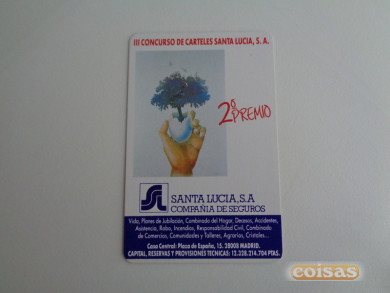 III CONCURSO DE CARTELES SANTA LUCIA, S. A.
2º PREMIO
SANTA LUCIA, S.A
COMPAÑIA DE SEGUROS
Vida, Planes de Jubilación, Combinado del Hogar, Decesos, Accidentes,
Asistencia, Robo, Incendios, Responsabilidad Civil, Combinado
de Comercios, Comunidades y Talleres, Agrarios, Cristales...
Casa Central: Plaza de España, 15. 28008 MADRID.
CAPITAL, RESERVAS Y PROVISIONES TECNICAS: 12.328.214.704 PTAS.
coisas